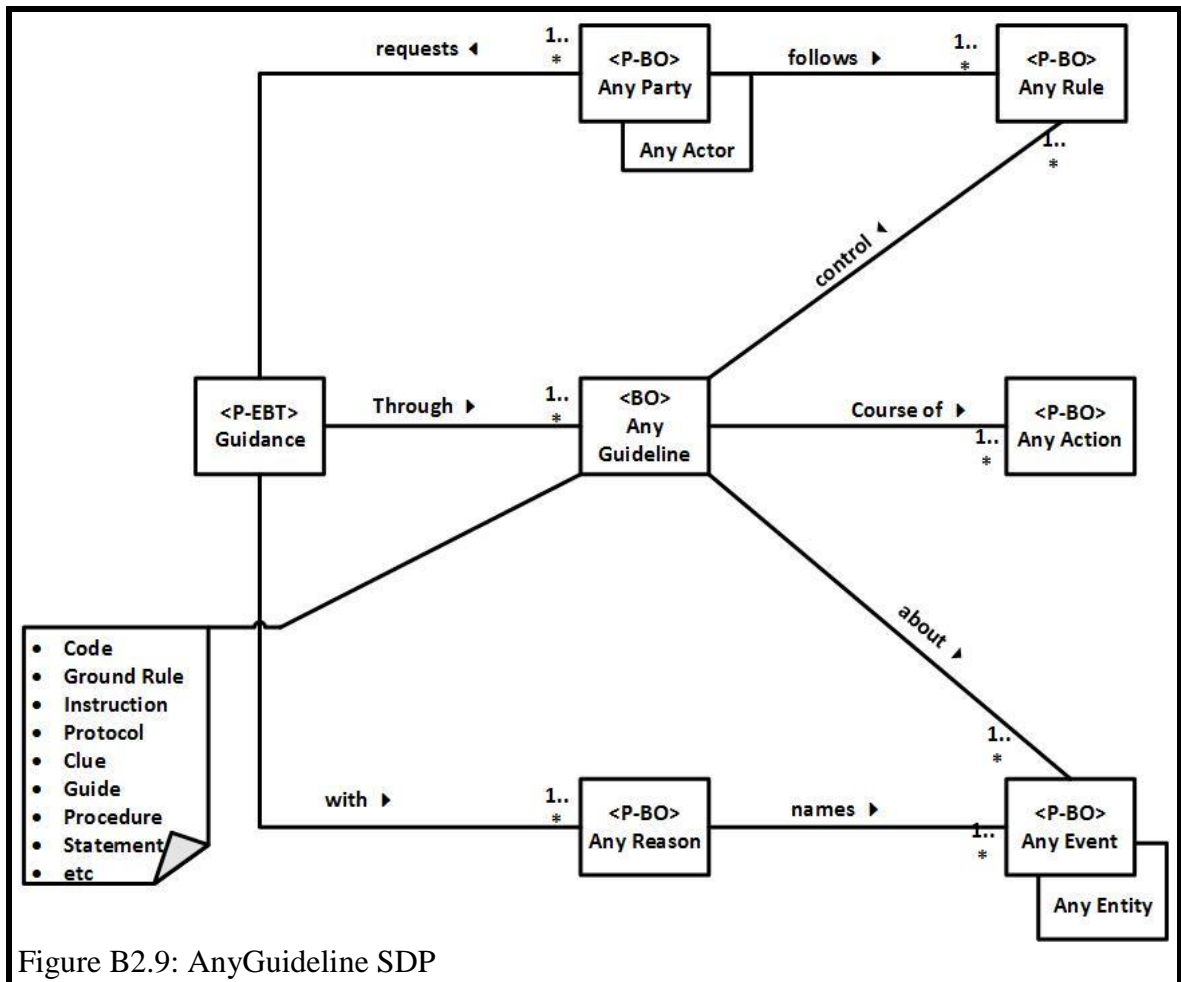 requests ◄
1..
*
<P-BO>
Any Party
Any Actor
follows ►
1..
*
<P-BO>
Any Rule
1..
*
control ◄
<P-EBT>
Guidance
Through ►
1..
*
<BO>
Any
Guideline
Course of ►
1..
*
<P-BO>
Any Action
about ►
1..
*
• Code
• Ground Rule
• Instruction
• Protocol
• Clue
• Guide
• Procedure
• Statement
• etc
with ►
1..
*
<P-BO>
Any Reason
names ►
1..
*
<P-BO>
Any Event
Any Entity
Figure B2.9: AnyGuideline SDP